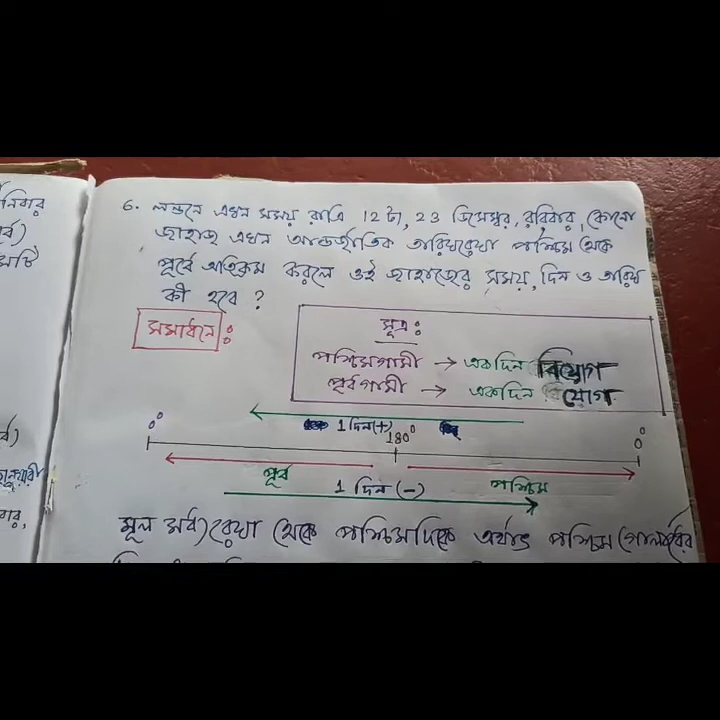 নিবার
র্ব)
6. লন্ডনে এখন সময় রাত্রি 12 টা, 23 ডিসেম্বর, রবিবার, কোনো
জাহাজ এখন আন্তর্জাতিক তারিখরেখা পশ্চিম থেকে
পূর্বে অতিক্রম করলে ওই জাহাজের সময়, দিন ও তারিখ
কী হবে ?
সমাধান :
সূত্র :
পশ্চিমগামী → একদিন বিয়োগ
পূর্বগামী → একদিন যোগ
1 দিন (+)
0° 180° 0°
পূর্ব 1 দিন (-) পশ্চিম
র্ব)
নুয়ারী
বার,
মূল মধ্যরেখা থেকে পশ্চিমদিকে অর্থাৎ পশ্চিম গোলার্ধের